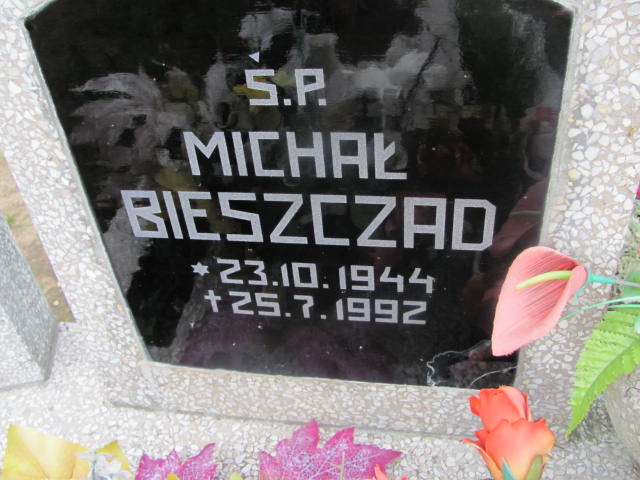 Ś.P.
MICHAŁ
BIESZCZAD
* 23.10.1944
† 25.7.1992